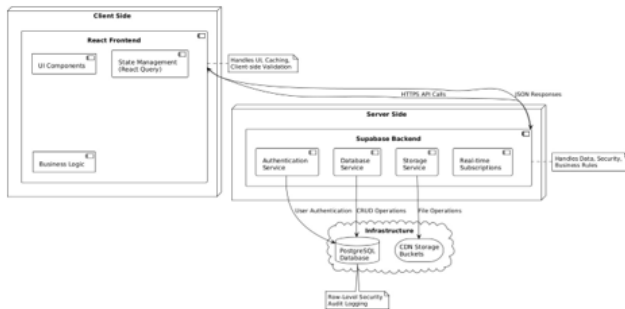 Client Side
React Frontend
UI Components
State Management
(React Query)
Handles UI, Caching,
Client-side Validation
Business Logic
HTTPS API Calls
JSON Responses
Server Side
Supabase Backend
Authentication
Service
Database
Service
Storage
Service
Real-time
Subscriptions
Handles Data, Security,
Business Rules
User Authentication
CRUD Operations
File Operations
Infrastructure
PostgreSQL
Database
CDN Storage
Buckets
Row-Level Security
Audit Logging